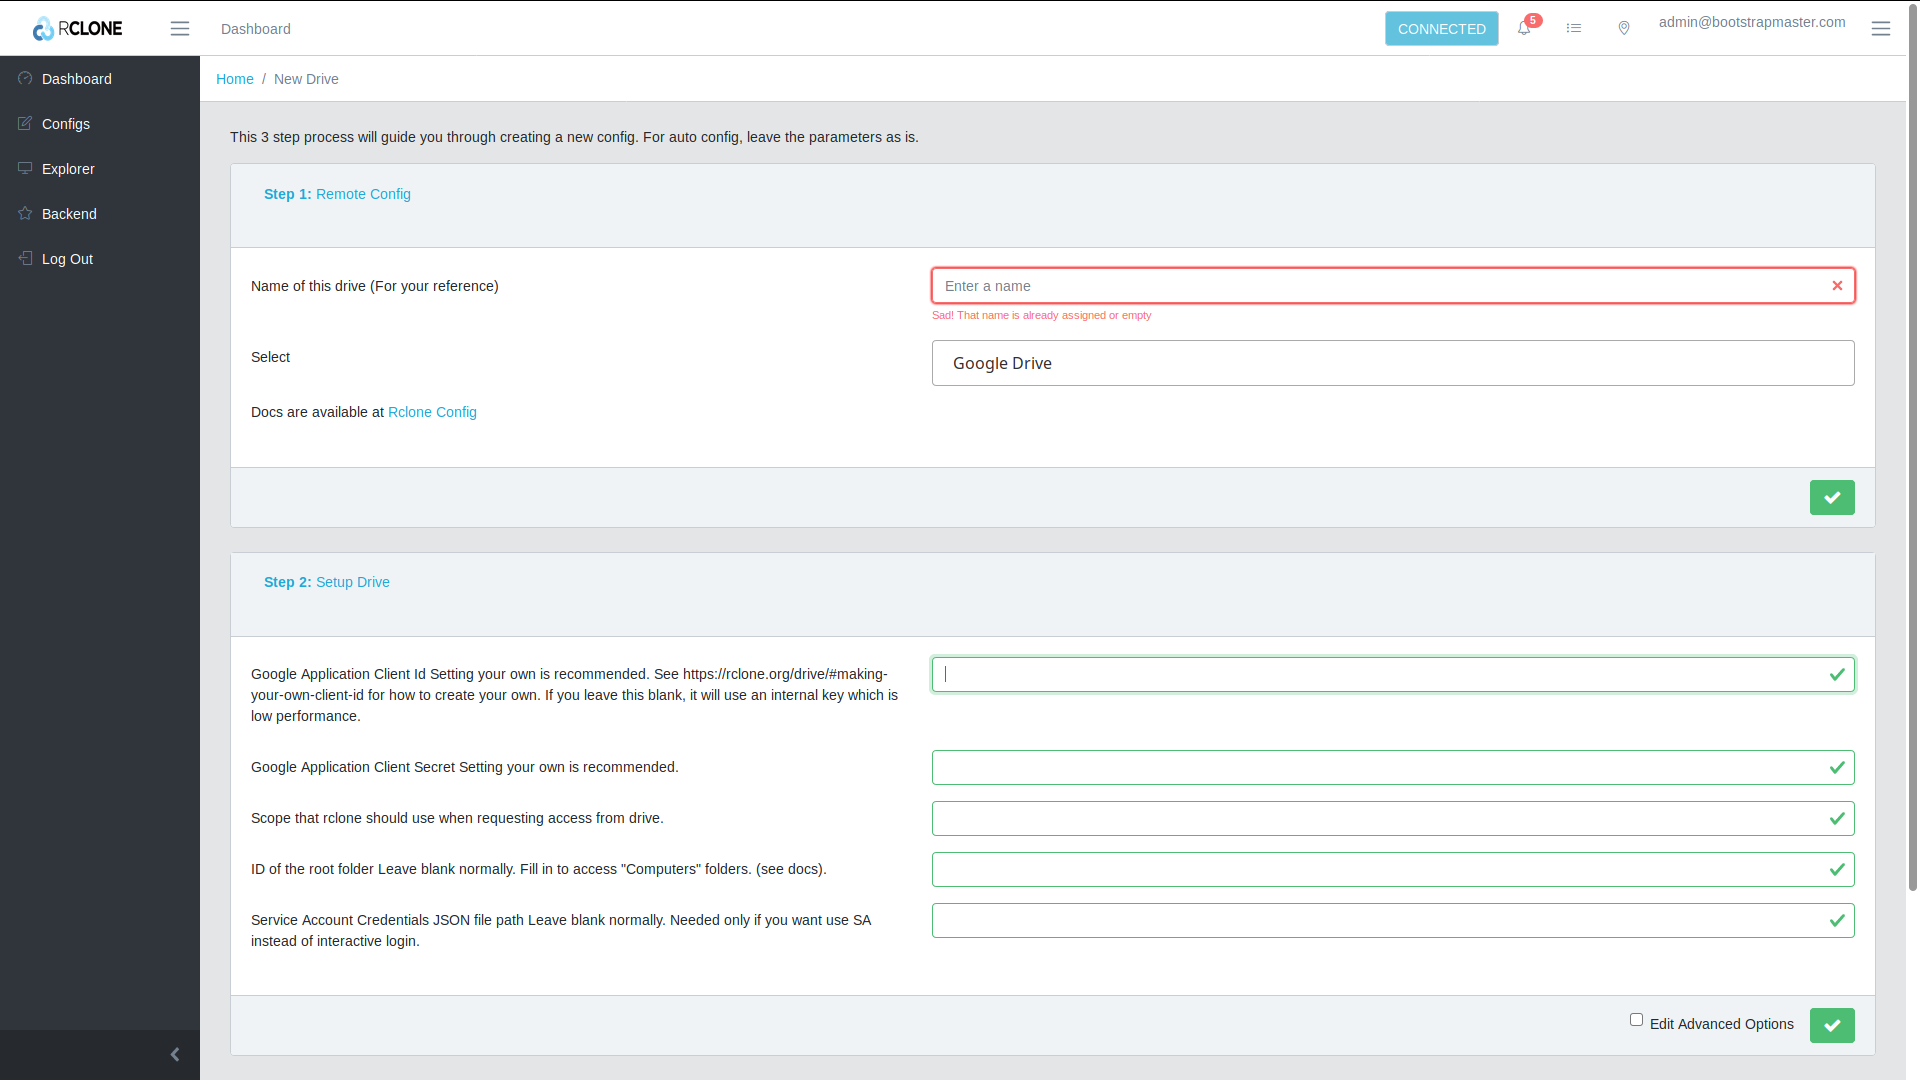 RCLONE
Dashboard
CONNECTED
5
admin@bootstrapmaster.com
Dashboard
Configs
Explorer
Backend
Log Out
Home / New Drive
This 3 step process will guide you through creating a new config. For auto config, leave the parameters as is.
Step 1: Remote Config
Name of this drive (For your reference)
Enter a name
Sad! That name is already assigned or empty
Select
Google Drive
Docs are available at Rclone Config
Step 2: Setup Drive
Google Application Client Id Setting your own is recommended. See https://rclone.org/drive/#making-
your-own-client-id for how to create your own. If you leave this blank, it will use an internal key which is
low performance.
Google Application Client Secret Setting your own is recommended.
Scope that rclone should use when requesting access from drive.
ID of the root folder Leave blank normally. Fill in to access "Computers" folders. (see docs).
Service Account Credentials JSON file path Leave blank normally. Needed only if you want use SA
instead of interactive login.
Edit Advanced Options